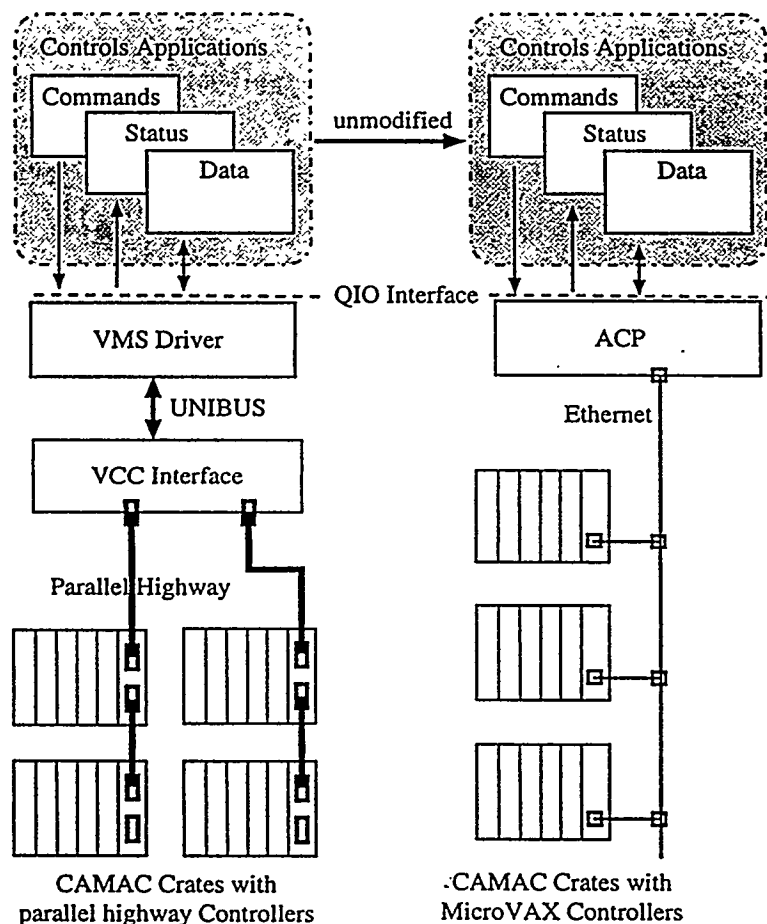 Controls Applications
Commands
Status
Data
unmodified
Controls Applications
Commands
Status
Data
QIO Interface
VMS Driver
ACP
UNIBUS
Ethernet
VCC Interface
Parallel Highway
CAMAC Crates with
parallel highway Controllers
CAMAC Crates with
MicroVAX Controllers